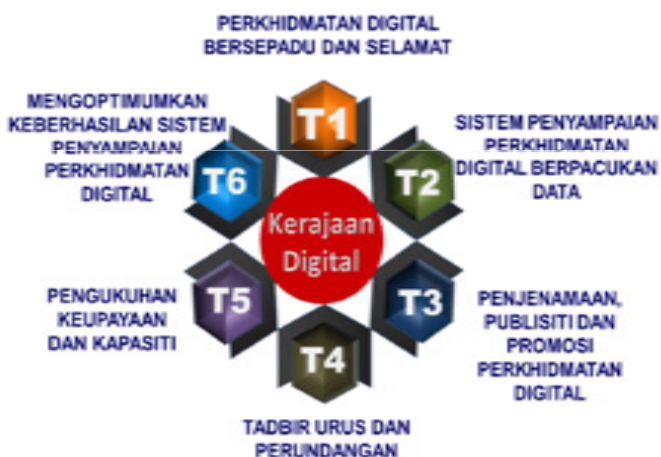 PERKHIDMATAN DIGITAL
BERSEPADU DAN SELAMAT
T1
SISTEM PENYAMPAIAN
PERKHIDMATAN
DIGITAL BERPACUKAN
DATA
T2
PENJENAMAAN,
PUBLISITI DAN
PROMOSI
PERKHIDMATAN
DIGITAL
T3
T4
TADBIR URUS DAN
PERUNDANGAN
T5
PENGUKUHAN
KEUPAYAAN
DAN KAPASITI
T6
MENGOPTIMUMKAN
KEBERHASILAN SISTEM
PENYAMPAIAN
PERKHIDMATAN
DIGITAL
Kerajaan
Digital